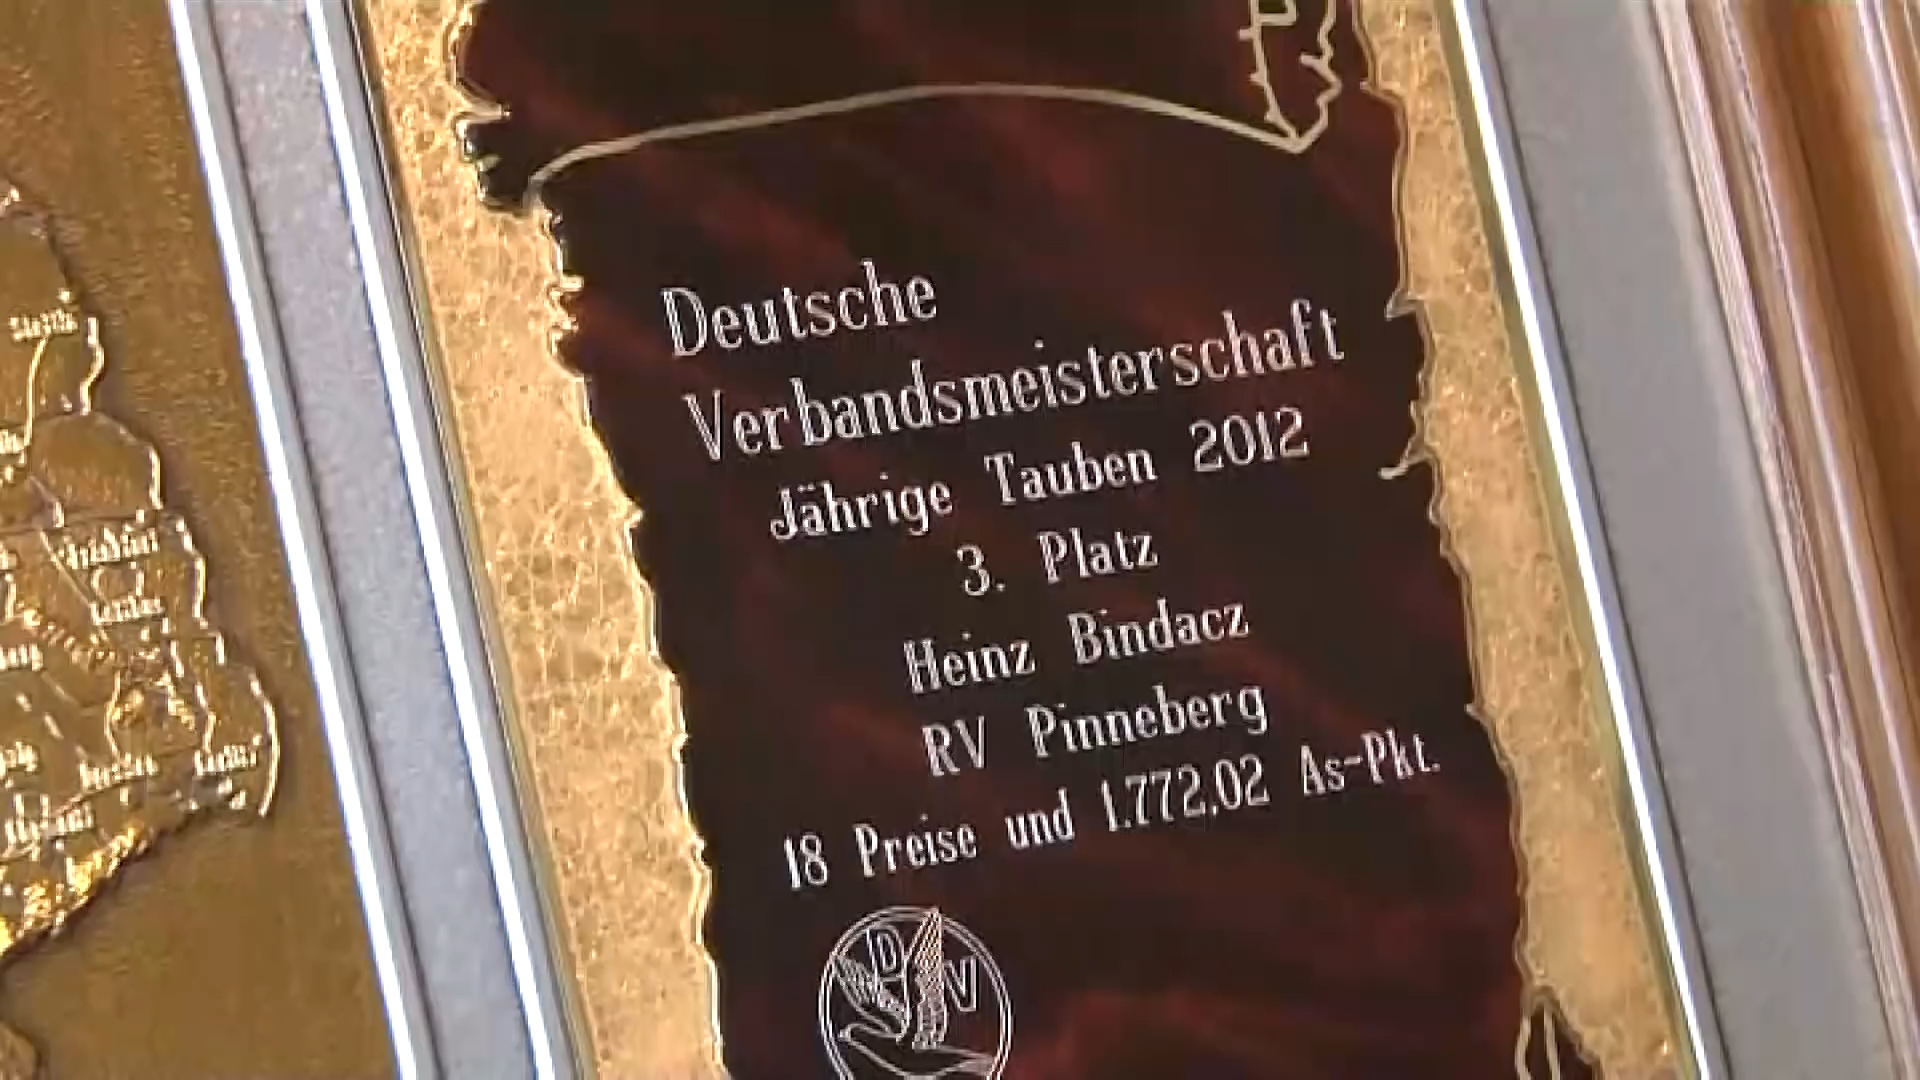 Deutsche
Verbandsmeisterschaft
Jährige Tauben 2012
3. Platz
Heinz Bindacz
RV Pinneberg
18 Preise und 1.772,02 As-Pkt.
D V